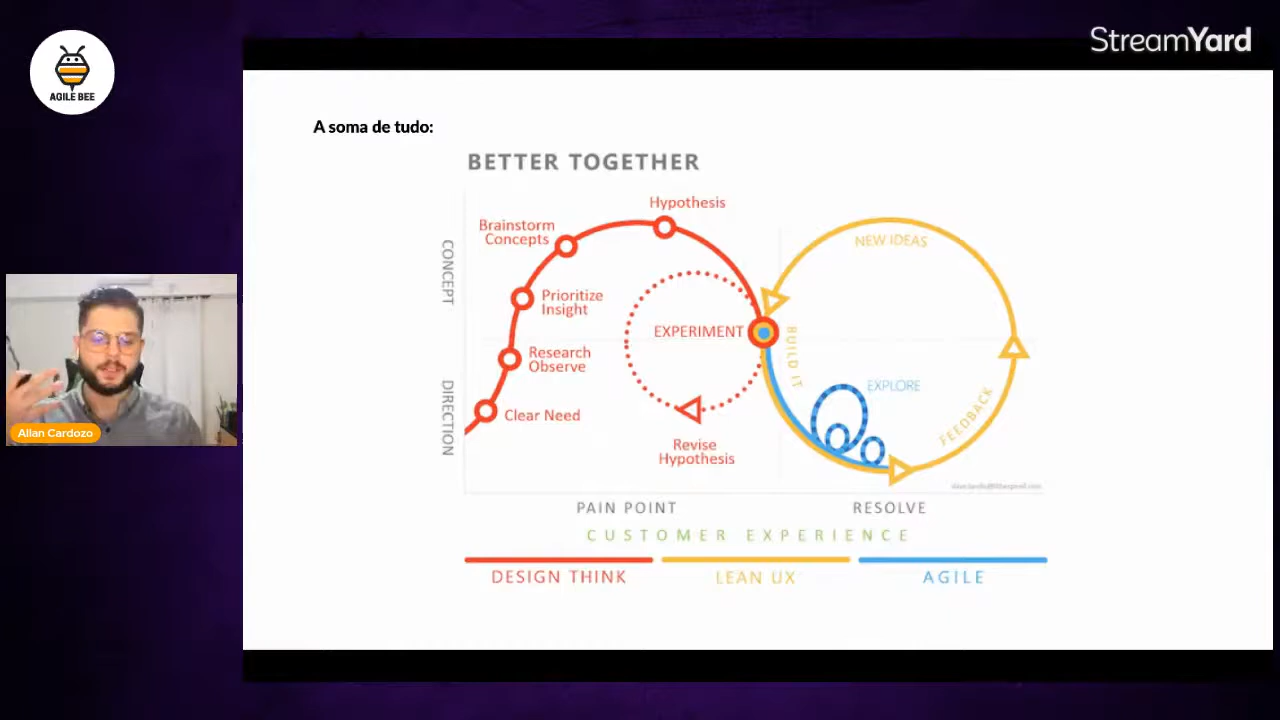 StreamYard
AGILE BEE
A soma de tudo:
BETTER TOGETHER
Hypothesis
Brainstorm
Concepts
NEW IDEAS
CONCEPT
Prioritize
Insight
EXPERIMENT
BUILD IT
Research
Observe
EXPLORE
DIRECTION
Clear Need
FEEDBACK
Revise
Hypothesis
Allan Cardozo
PAIN POINT
RESOLVE
CUSTOMER EXPERIENCE
DESIGN THINK
LEAN UX
AGILE